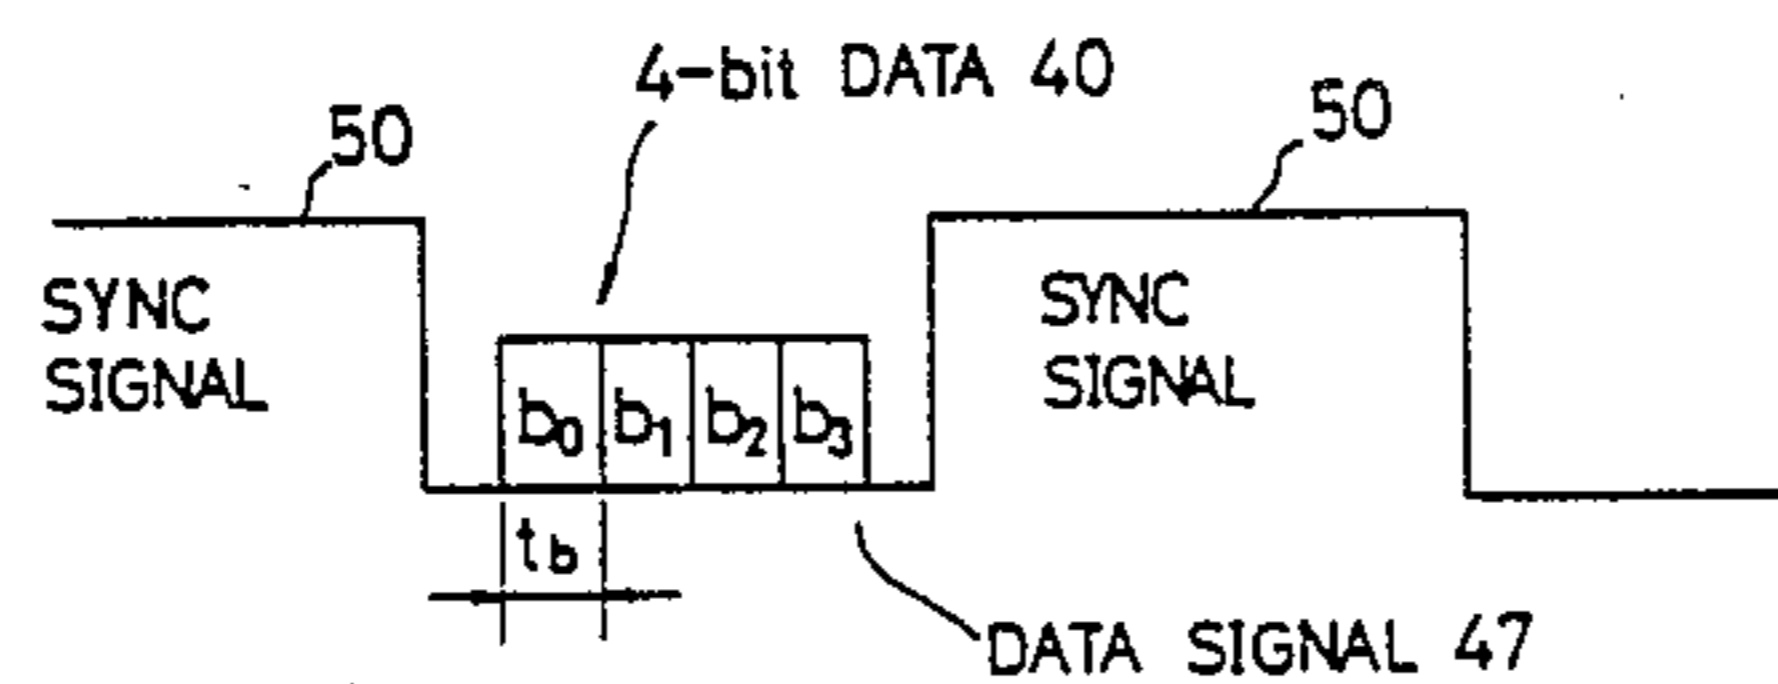 4-bit DATA 40
50
50
SYNC
SIGNAL
SYNC
SIGNAL
b0 b1 b2 b3
tb
DATA SIGNAL 47